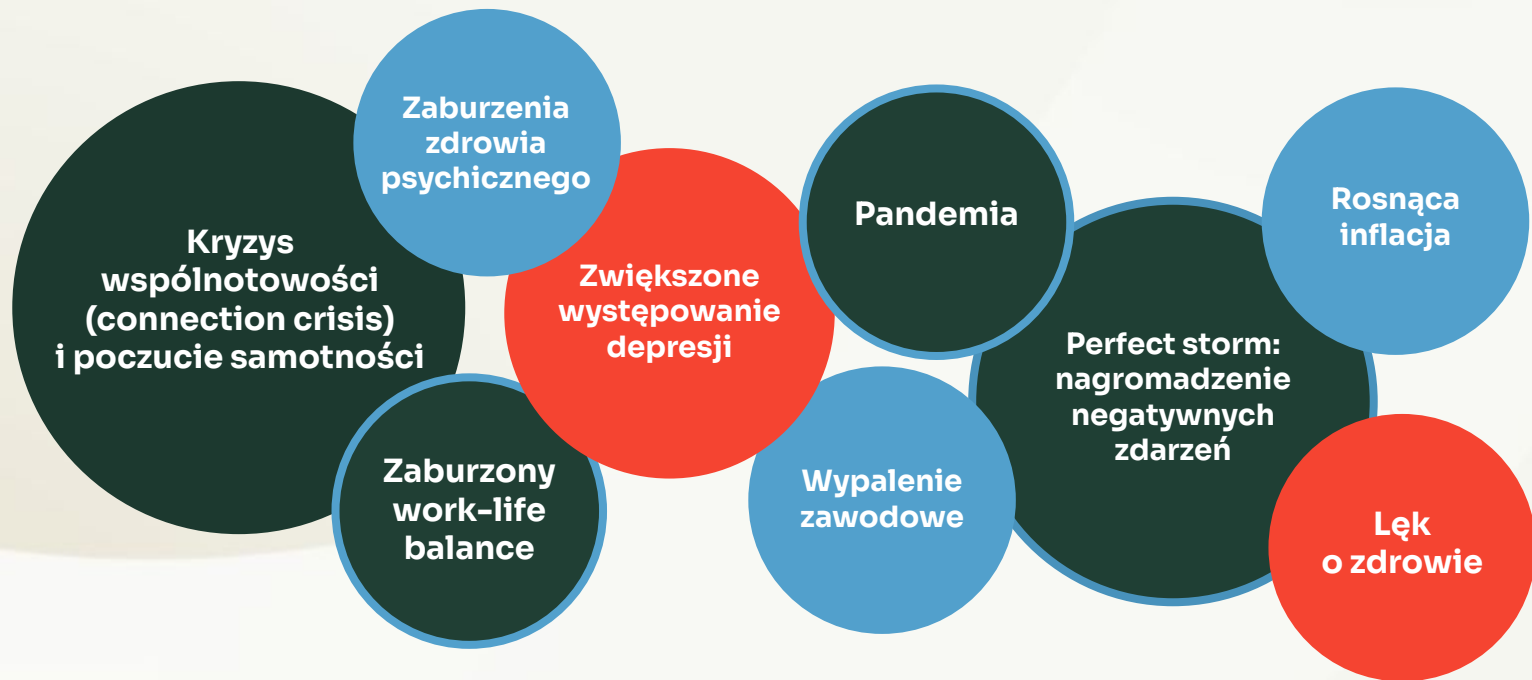 Kryzys
wspólnotowości
(connection crisis)
i poczucie samotności
Zaburzenia
zdrowia
psychicznego
Zaburzony
work-life
balance
Zwiększone
występowanie
depresji
Pandemia
Wypalenie
zawodowe
Perfect storm:
nagromadzenie
negatywnych
zdarzeń
Rosnąca
inflacja
Lęk
o zdrowie